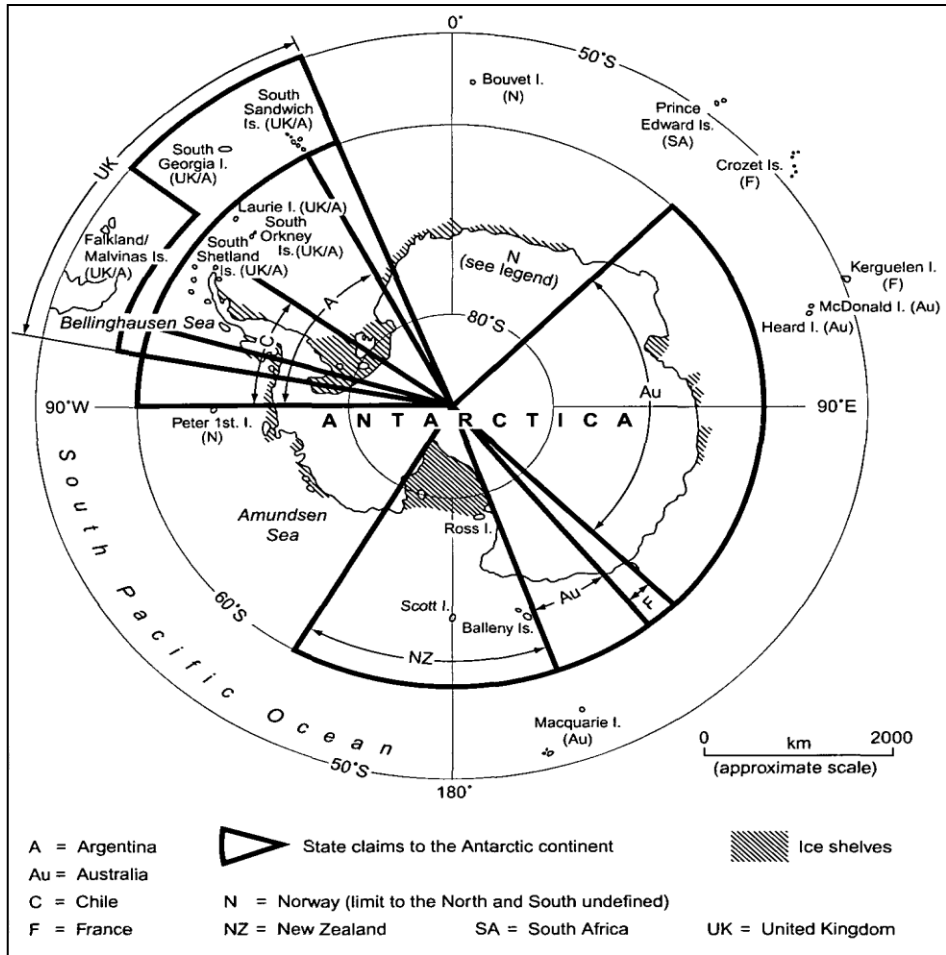 0°
50°S
Bouvet I.
(N)
Prince
Edward Is.
(SA)
Crozet Is.
(F)
South
Sandwich
Is. (UK/A)
UK
South
Georgia I.
(UK/A)
Laurie I. (UK/A)
South
Orkney
Is. (UK/A)
Falkland/
Malvinas Is.
(UK/A)
South
Shetland
Is. (UK/A)
A
N
(see legend)
Kerguelen I.
(F)
McDonald I. (Au)
Heard I. (Au)
Bellinghausen Sea
C
80°S
Au
90°W
ANTARCTICA
90°E
Peter 1st. I.
(N)
Amundsen
Sea
Ross I.
60°S
Scott I.
Balleny Is.
Au
F
NZ
South Pacific Ocean
Macquarie I.
(Au)
50°S
180°
0 2000
km
(approximate scale)
A = Argentina
State claims to the Antarctic continent
Ice shelves
Au = Australia
C = Chile
N = Norway (limit to the North and South undefined)
F = France
NZ = New Zealand
SA = South Africa
UK = United Kingdom